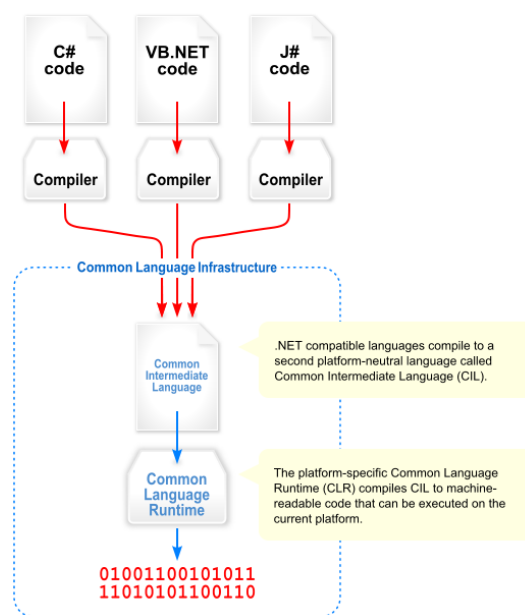 C#
code
VB.NET
code
J#
code
Compiler
Compiler
Compiler
Common Language Infrastructure
Common
Intermediate
Language
.NET compatible languages compile to a
second platform-neutral language called
Common Intermediate Language (CIL).
Common
Language
Runtime
The platform-specific Common Language
Runtime (CLR) compiles CIL to machine-
readable code that can be executed on the
current platform.
01001100101011
11010101100110